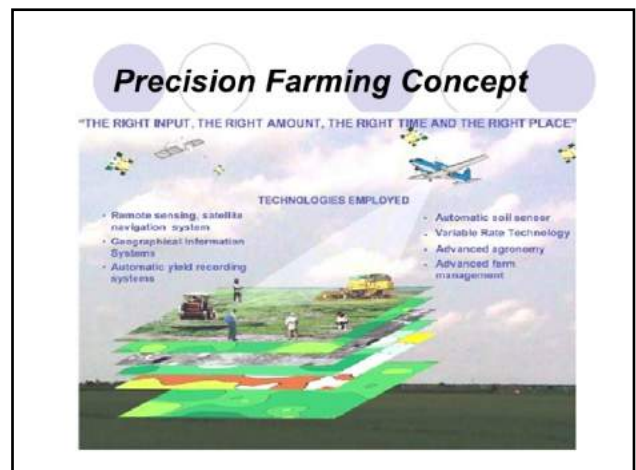 Precision Farming Concept
"THE RIGHT INPUT, THE RIGHT AMOUNT, THE RIGHT TIME AND THE RIGHT PLACE"
TECHNOLOGIES EMPLOYED
• Remote sensing, satellite
navigation system
• Geographical Information
Systems
• Automatic yield recording
systems
• Automatic soil sensor
• Variable Rate Technology
• Advanced agronomy
• Advanced farm
management